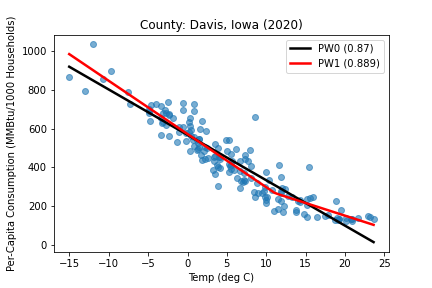 County: Davis, Iowa (2020)
PW0 (0.87)
PW1 (0.889)
Per-Capita Consumption (MMBtu/1000 Households)
1000
800
600
400
200
0
−15 −10 −5 0 5 10 15 20 25
Temp (deg C)